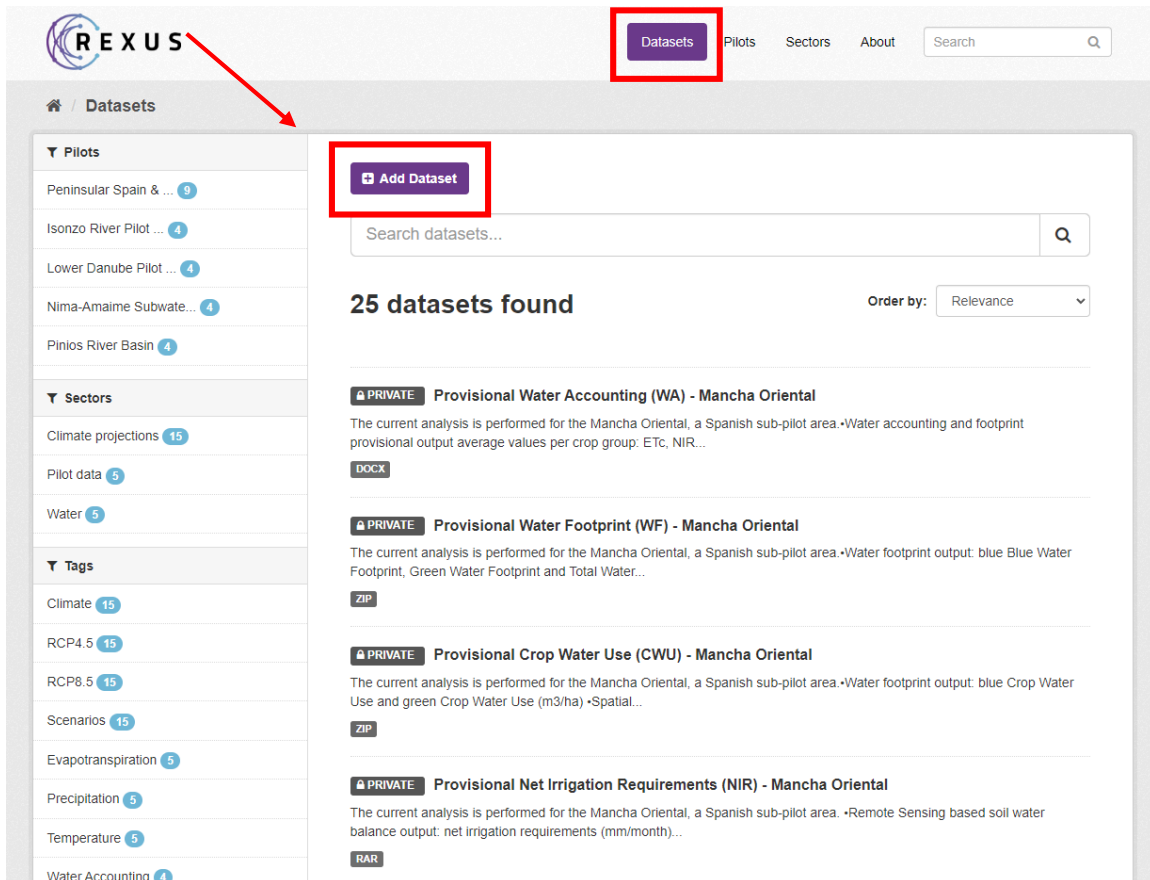 REXUS
Datasets Pilots Sectors About Search
/ Datasets
Pilots
Peninsular Spain & ... 9
Isonzo River Pilot ... 4
Lower Danube Pilot ... 4
Nima-Amaime Subwate... 4
Pinios River Basin 4
Sectors
Climate projections 15
Pilot data 5
Water 5
Tags
Climate 15
RCP4.5 15
RCP8.5 15
Scenarios 15
Evapotranspiration 5
Precipitation 5
Temperature 5
Water Accounting 4
Add Dataset
Search datasets...
25 datasets found
Order by: Relevance
PRIVATE Provisional Water Accounting (WA) - Mancha Oriental
The current analysis is performed for the Mancha Oriental, a Spanish sub-pilot area.•Water accounting and footprint
provisional output average values per crop group: ETc, NIR...
DOCX
PRIVATE Provisional Water Footprint (WF) - Mancha Oriental
The current analysis is performed for the Mancha Oriental, a Spanish sub-pilot area.•Water footprint output: blue Blue Water
Footprint, Green Water Footprint and Total Water...
ZIP
PRIVATE Provisional Crop Water Use (CWU) - Mancha Oriental
The current analysis is performed for the Mancha Oriental, a Spanish sub-pilot area.•Water footprint output: blue Crop Water
Use and green Crop Water Use (m3/ha) •Spatial...
ZIP
PRIVATE Provisional Net Irrigation Requirements (NIR) - Mancha Oriental
The current analysis is performed for the Mancha Oriental, a Spanish sub-pilot area. •Remote Sensing based soil water
balance output: net irrigation requirements (mm/month)...
RAR